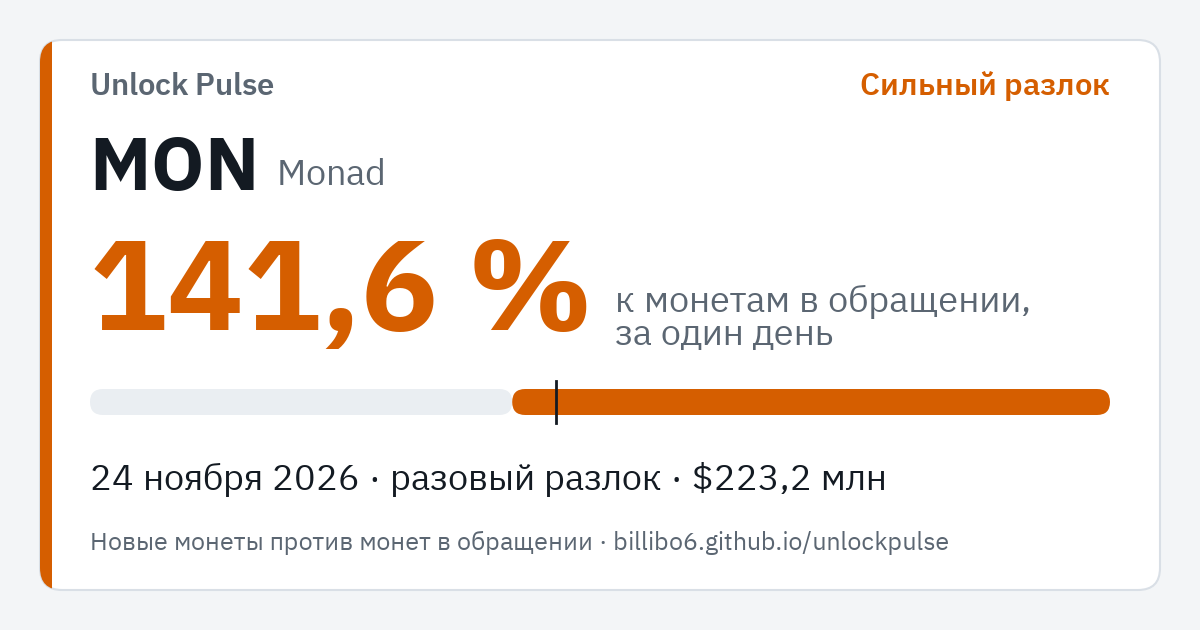 Unlock Pulse
Сильный разлок
MON Monad
141,6 % к монетам в обращении,
за один день
24 ноября 2026 · разовый разлок · $223,2 млн
Новые монеты против монет в обращении · billibo6.github.io/unlockpulse